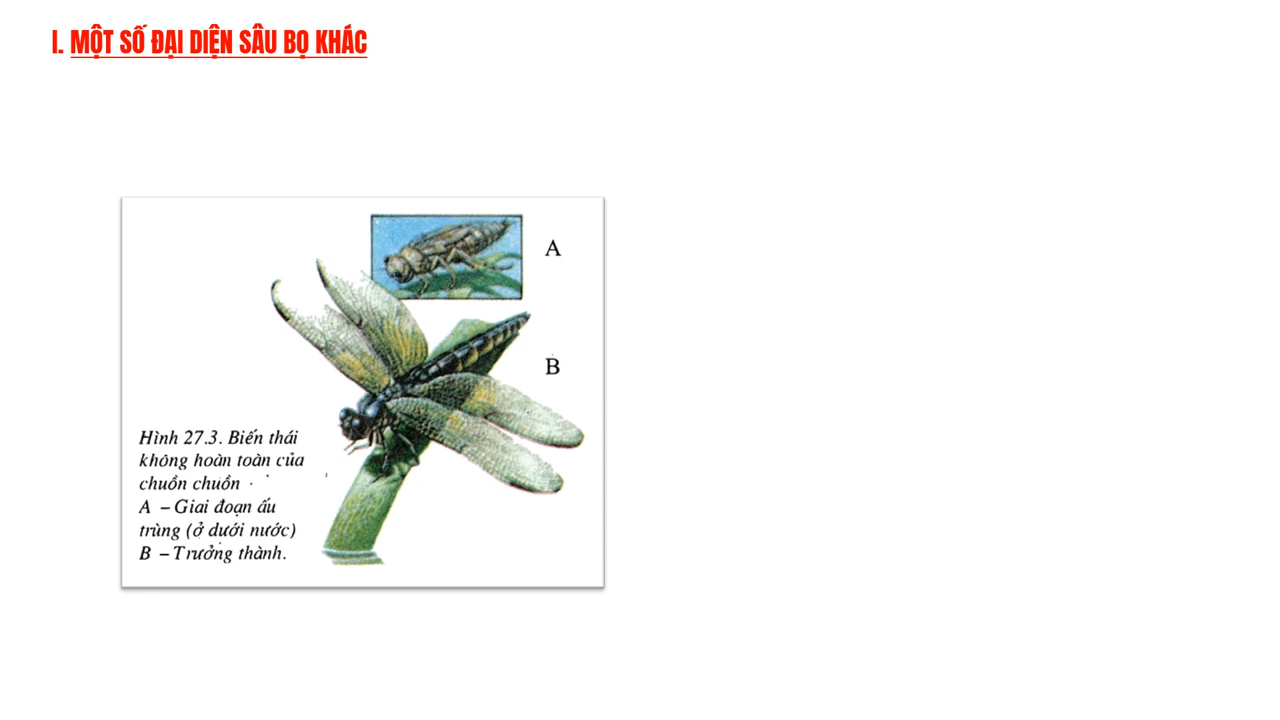 I. MỘT SỐ ĐẠI DIỆN SÂU BỌ KHÁC
A
B
Hình 27.3. Biến thái
không hoàn toàn của
chuồn chuồn
A – Giai đoạn ấu
trùng (ở dưới nước)
B – Trưởng thành.